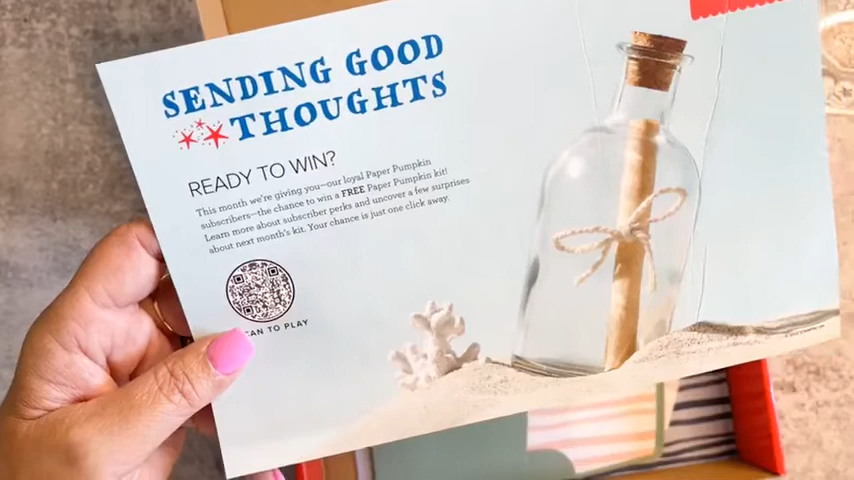 SENDING GOOD
THOUGHTS
READY TO WIN?
This month we're giving you—our loyal Paper Pumpkin
subscribers—the chance to win a FREE Paper Pumpkin kit!
Learn more about subscriber perks and uncover a few surprises
about next month's kit. Your chance is just one click away.
CAN TO PLAY